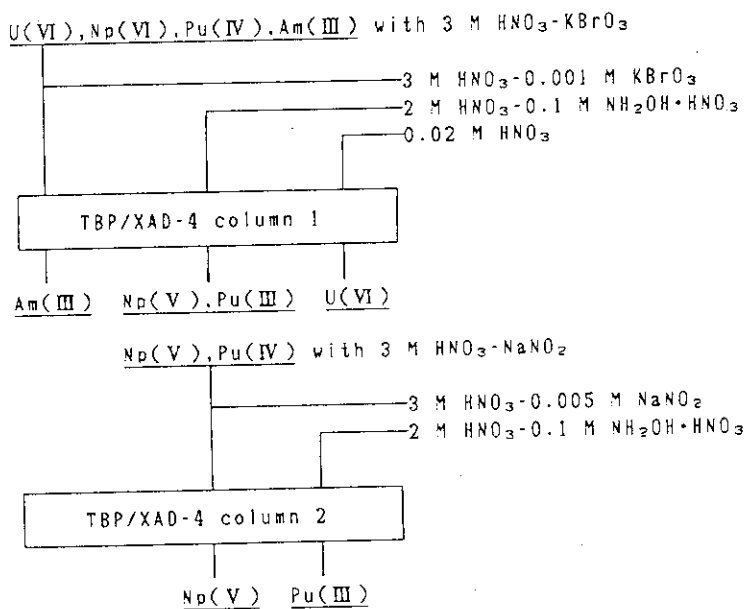 U(VI),Np(VI),Pu(IV).Am(III) with 3 M HNO₃-KBrO₃
3 M HNO₃-0.001 M KBrO₃
2 M HNO₃-0.1 M NH₂OH・HNO₃
0.02 M HNO₃
TBP/XAD-4 column 1
Am(III) Np(V).Pu(III) U(VI)
Np(V),Pu(IV) with 3 M HNO₃-NaNO₂
3 M HNO₃-0.005 M NaNO₂
2 M HNO₃-0.1 M NH₂OH・HNO₃
TBP/XAD-4 column 2
Np(V) Pu(III)